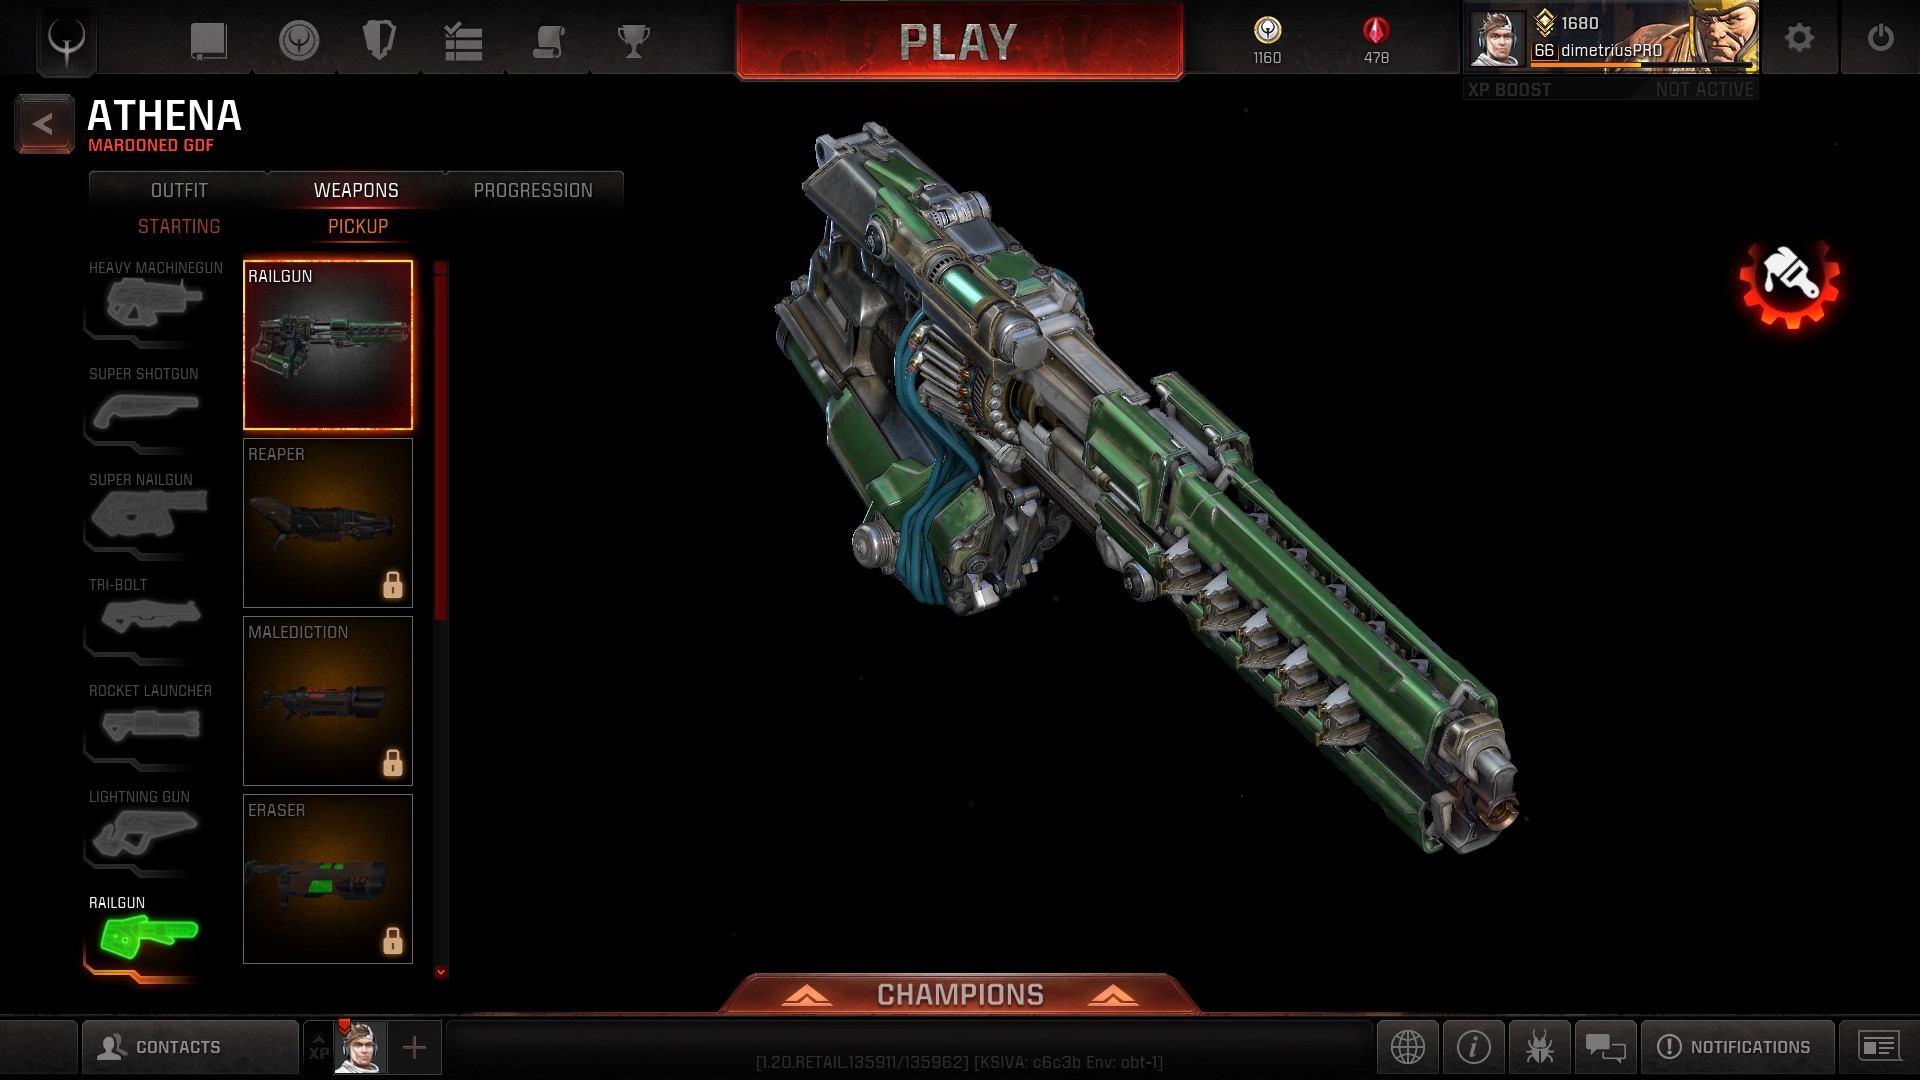 PLAY
1160
478
1680
66 dimetriusPRO
XP BOOST
NOT ACTIVE
ATHENA
MAROONED GDF
OUTFIT
WEAPONS
PROGRESSION
STARTING
PICKUP
HEAVY MACHINEGUN
SUPER SHOTGUN
SUPER NAILGUN
TRI-BOLT
ROCKET LAUNCHER
LIGHTNING GUN
RAILGUN
RAILGUN
REAPER
MALEDICTION
ERASER
CHAMPIONS
CONTACTS
XP
[1.20.RETAIL.135911/135962] [KSIVA: c6c3b Env: obt-1]
NOTIFICATIONS